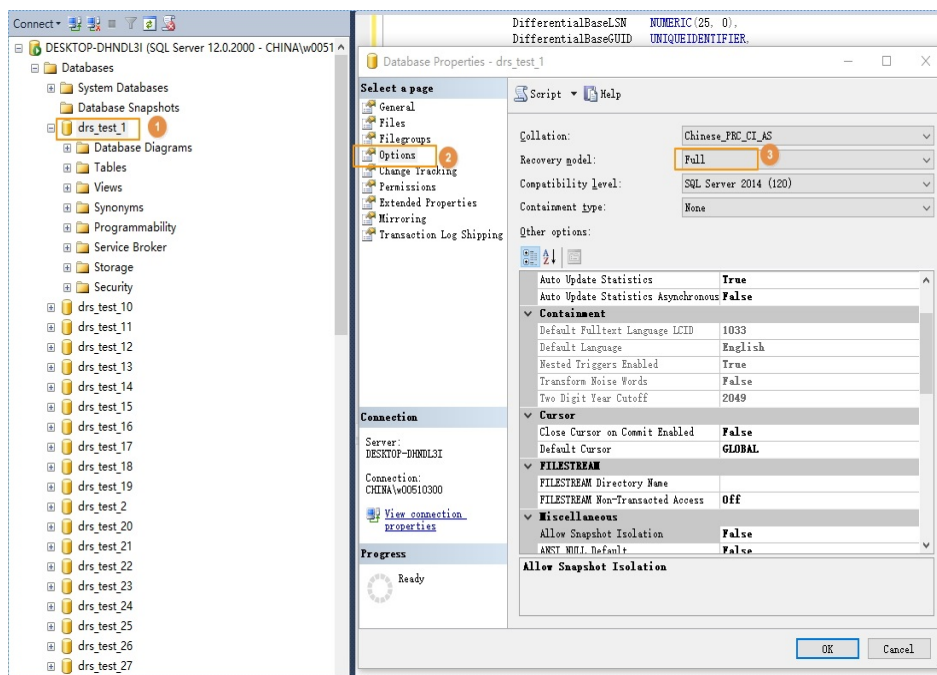 Connect
DESKTOP-DHNDL3I (SQL Server 12.0.2000 - CHINA\w0051
Databases
System Databases
Database Snapshots
drs_test_1
1
Database Diagrams
Tables
Views
Synonyms
Programmability
Service Broker
Storage
Security
drs_test_10
drs_test_11
drs_test_12
drs_test_13
drs_test_14
drs_test_15
drs_test_16
drs_test_17
drs_test_18
drs_test_19
drs_test_2
drs_test_20
drs_test_21
drs_test_22
drs_test_23
drs_test_24
drs_test_25
drs_test_26
drs_test_27
DifferentialBaseLSN NUMERIC(25, 0),
DifferentialBaseGUID UNIQUEIDENTIFIER,
Database Properties - drs_test_1
Select a page
General
Files
Filegroups
Options
2
Change Tracking
Permissions
Extended Properties
Mirroring
Transaction Log Shipping
Connection
Server:
DESKTOP-DHNDL3I
Connection:
CHINA\w00510300
View connection
properties
Progress
Ready
Script Help
Collation: Chinese_PRC_CI_AS
Recovery model: Full
3
Compatibility level: SQL Server 2014 (120)
Containment type: None
Other options:
Auto Update Statistics True
Auto Update Statistics Asynchronous False
Containment
Default Fulltext Language LCID 1033
Default Language English
Nested Triggers Enabled True
Transform Noise Words False
Two Digit Year Cutoff 2049
Cursor
Close Cursor on Commit Enabled False
Default Cursor GLOBAL
FILESTREAM
FILESTREAM Directory Name
FILESTREAM Non-Transacted Access Off
Miscellaneous
Allow Snapshot Isolation False
ANSI NULL Default False
Allow Snapshot Isolation
OK Cancel